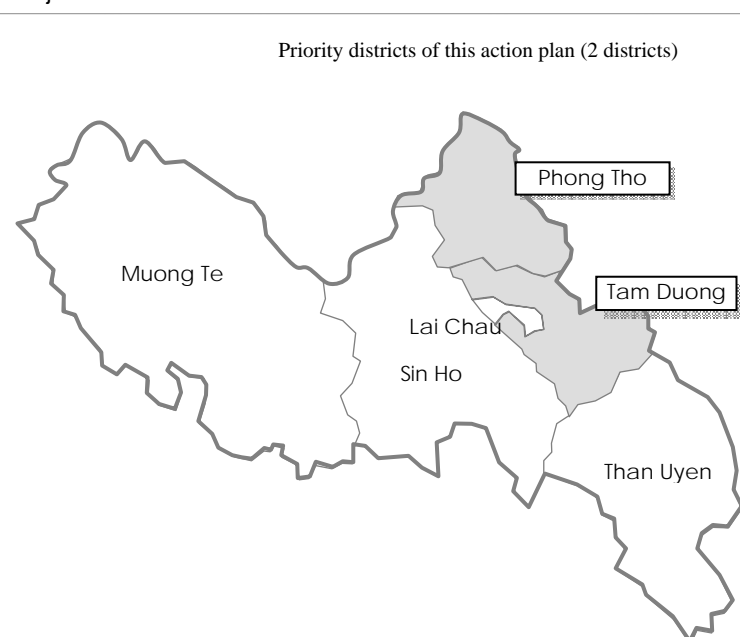 Priority districts of this action plan (2 districts)
Phong Tho
Muong Te
Tam Duong
Lai Chau
Sin Ho
Than Uyen